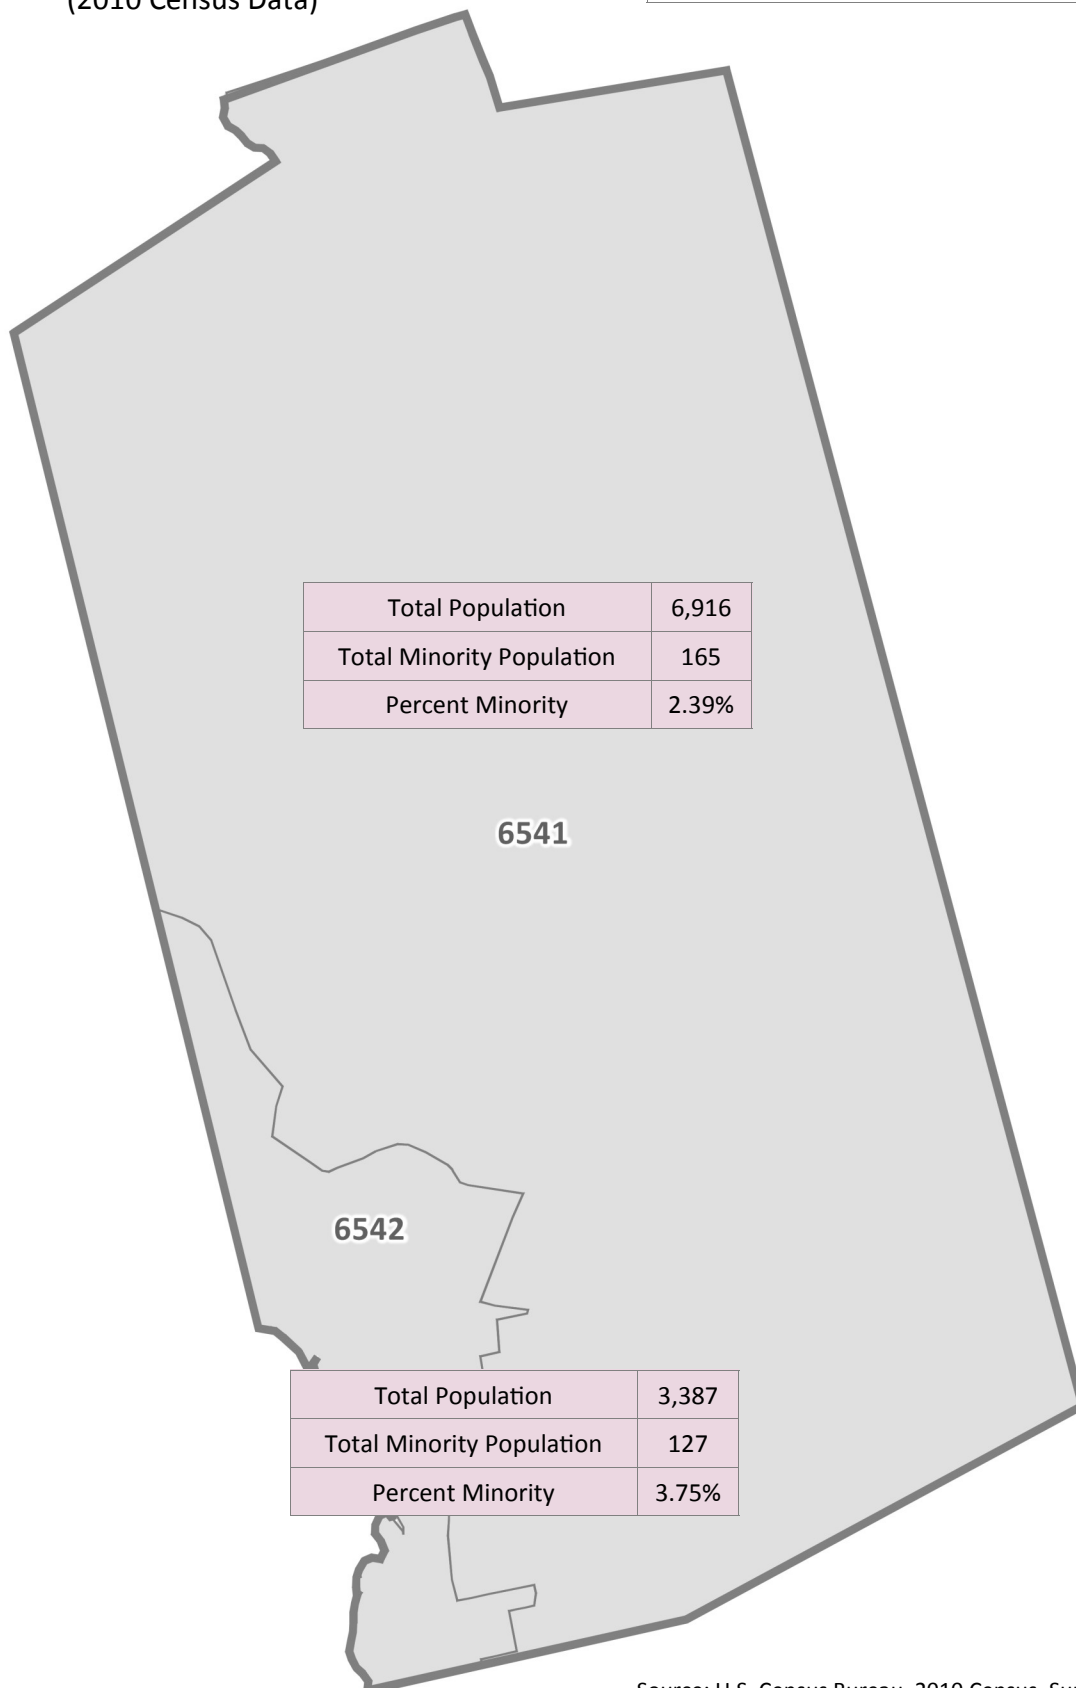 (2010 Census Data)
Total Population 6,916
Total Minority Population 165
Percent Minority 2.39%
6541
6542
Total Population 3,387
Total Minority Population 127
Percent Minority 3.75%
Source: U.S. Census Bureau, 2010 Census, Su